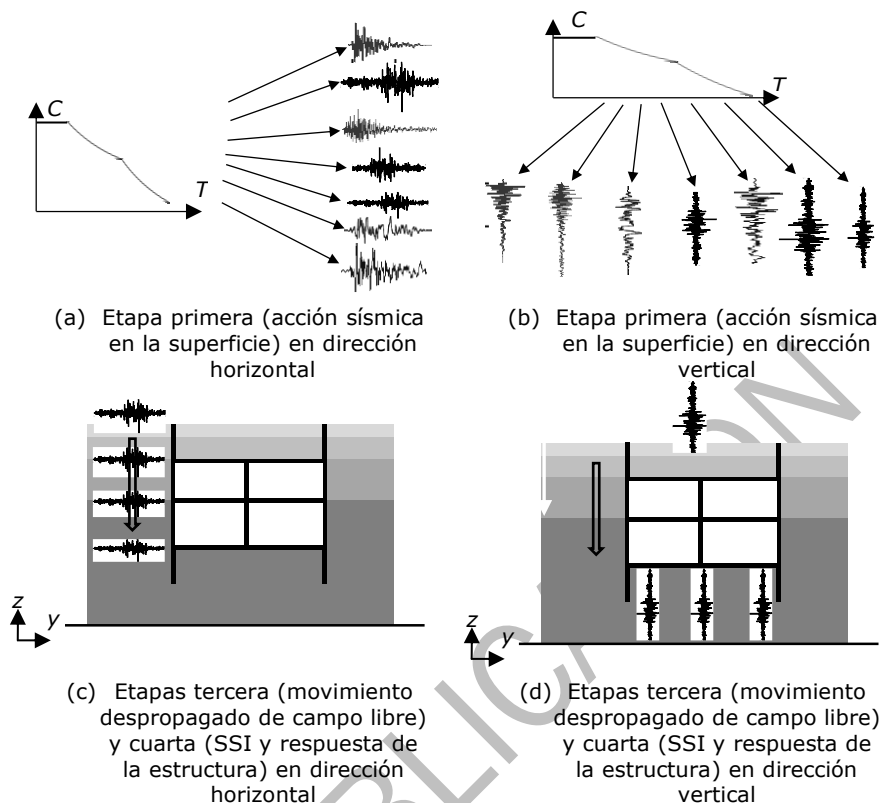 C
T
C
T
(a) Etapa primera (acción sísmica
en la superficie) en dirección
horizontal
(b) Etapa primera (acción sísmica
en la superficie) en dirección
vertical
z
y
z
y
(c) Etapas tercera (movimiento
despropagado de campo libre)
y cuarta (SSI y respuesta de
la estructura) en dirección
horizontal
(d) Etapas tercera (movimiento
despropagado de campo libre)
y cuarta (SSI y respuesta de
la estructura) en dirección
vertical